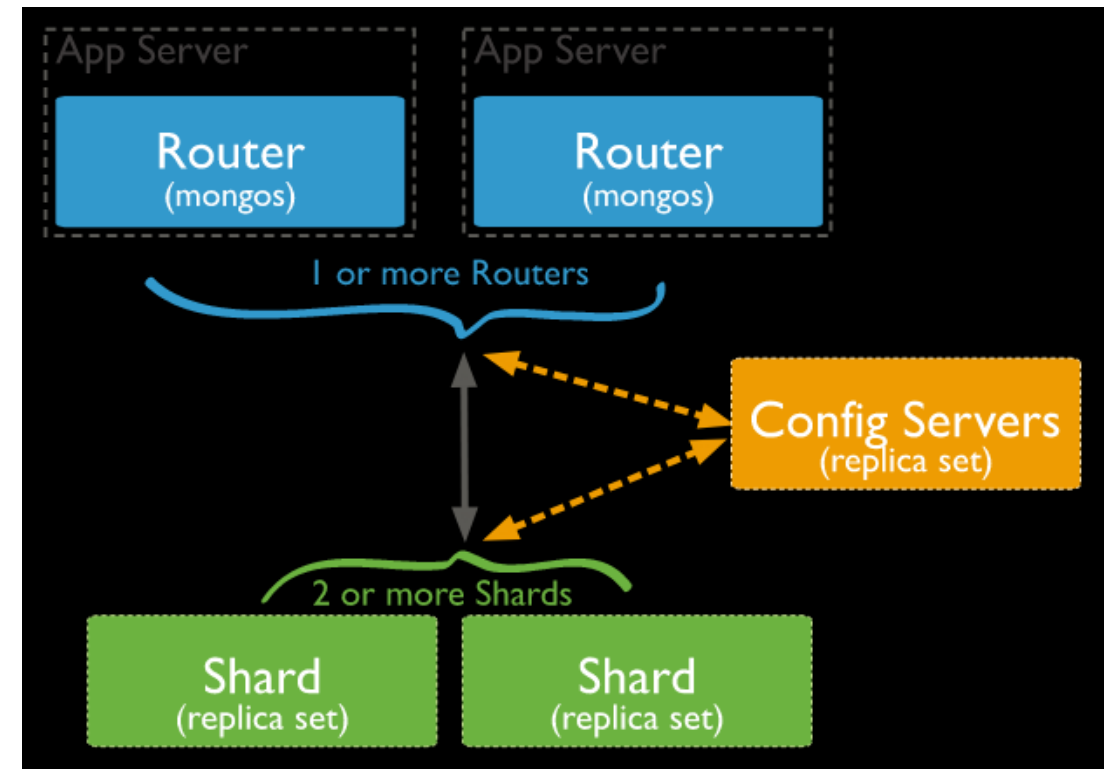 App Server
App Server
Router
(mongos)
Router
(mongos)
1 or more Routers
Config Servers
(replica set)
2 or more Shards
Shard
(replica set)
Shard
(replica set)